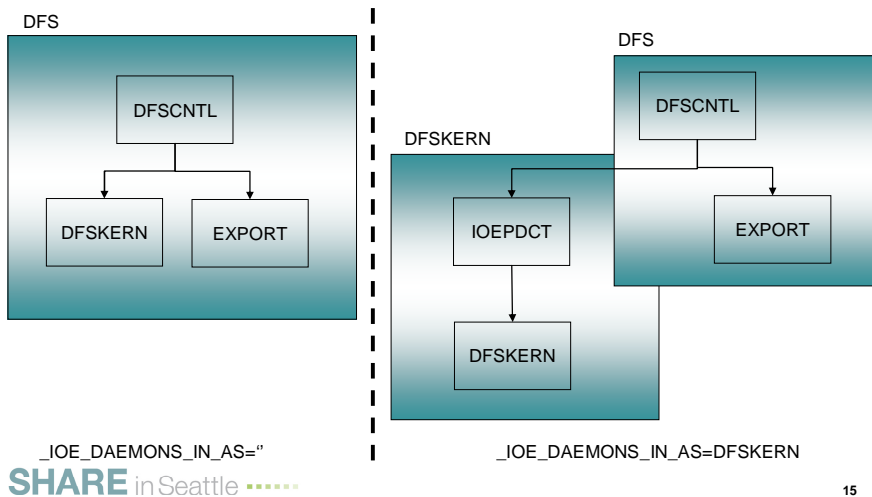 DFS
DFSCNTL
DFSKERN
EXPORT
_IOE_DAEMONS_IN_AS=‘’
DFS
DFSCNTL
DFSKERN
IOEPDCT
EXPORT
DFSKERN
_IOE_DAEMONS_IN_AS=DFSKERN
SHARE in Seattle
15